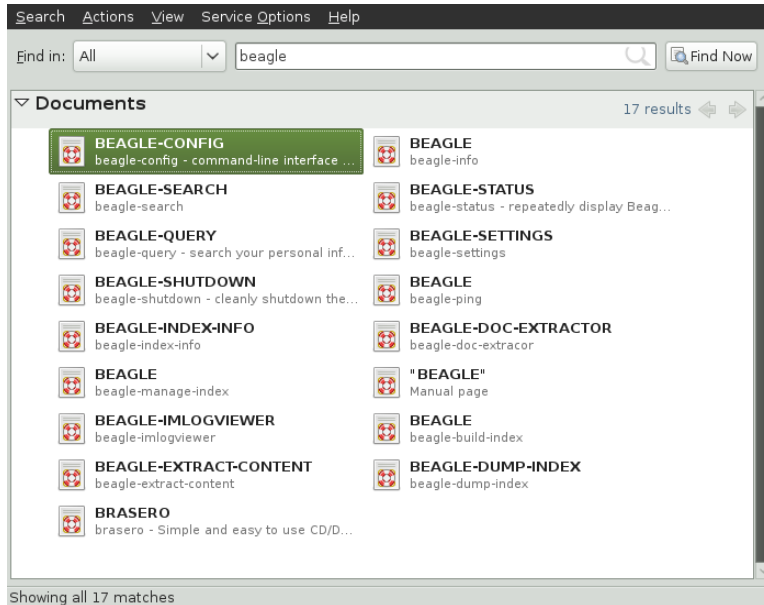 Search Actions View Service Options Help
Find in: All beagle Find Now
Documents 17 results
BEAGLE-CONFIG
beagle-config - command-line interface ...
BEAGLE
beagle-info
BEAGLE-SEARCH
beagle-search
BEAGLE-STATUS
beagle-status - repeatedly display Beag...
BEAGLE-QUERY
beagle-query - search your personal inf...
BEAGLE-SETTINGS
beagle-settings
BEAGLE-SHUTDOWN
beagle-shutdown - cleanly shutdown the...
BEAGLE
beagle-ping
BEAGLE-INDEX-INFO
beagle-index-info
BEAGLE-DOC-EXTRACTOR
beagle-doc-extracor
BEAGLE
beagle-manage-index
"BEAGLE"
Manual page
BEAGLE-IMLOGVIEWER
beagle-imlogviewer
BEAGLE
beagle-build-index
BEAGLE-EXTRACT-CONTENT
beagle-extract-content
BEAGLE-DUMP-INDEX
beagle-dump-index
BRASERO
brasero - Simple and easy to use CD/D...
Showing all 17 matches